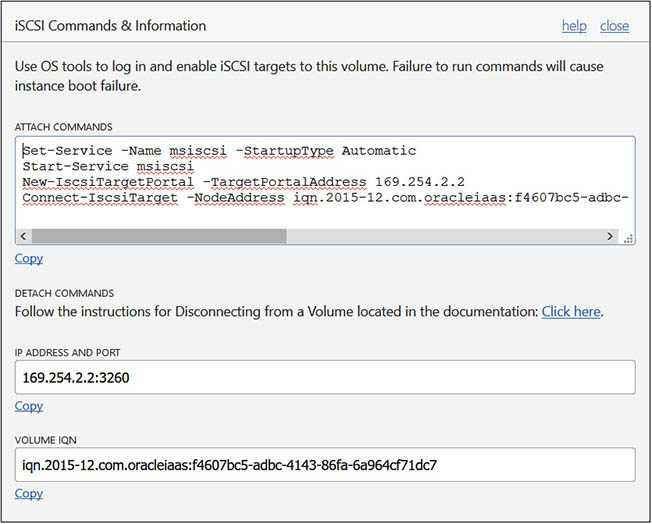 iSCSI Commands & Information
help close
Use OS tools to log in and enable iSCSI targets to this volume. Failure to run commands will cause
instance boot failure.
ATTACH COMMANDS
Set-Service -Name msiscsi -StartupType Automatic
Start-Service msiscsi
New-IscsiTargetPortal -TargetPortalAddress 169.254.2.2
Connect-IscsiTarget -NodeAddress iqn.2015-12.com.oracleiaas:f4607bc5-adbc-
Copy
DETACH COMMANDS
Follow the instructions for Disconnecting from a Volume located in the documentation: Click here.
IP ADDRESS AND PORT
169.254.2.2:3260
Copy
VOLUME IQN
iqn.2015-12.com.oracleiaas:f4607bc5-adbc-4143-86fa-6a964cf71dc7
Copy